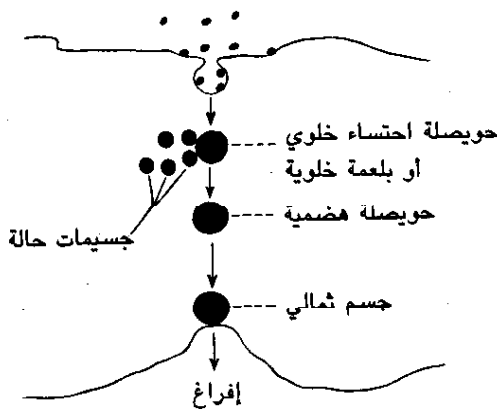 حويصلة احتساء خلوي
أو بلعمة خلوية
حويصلة هضمية
جسيمات حالة
جسم ثمالي
إفراغ